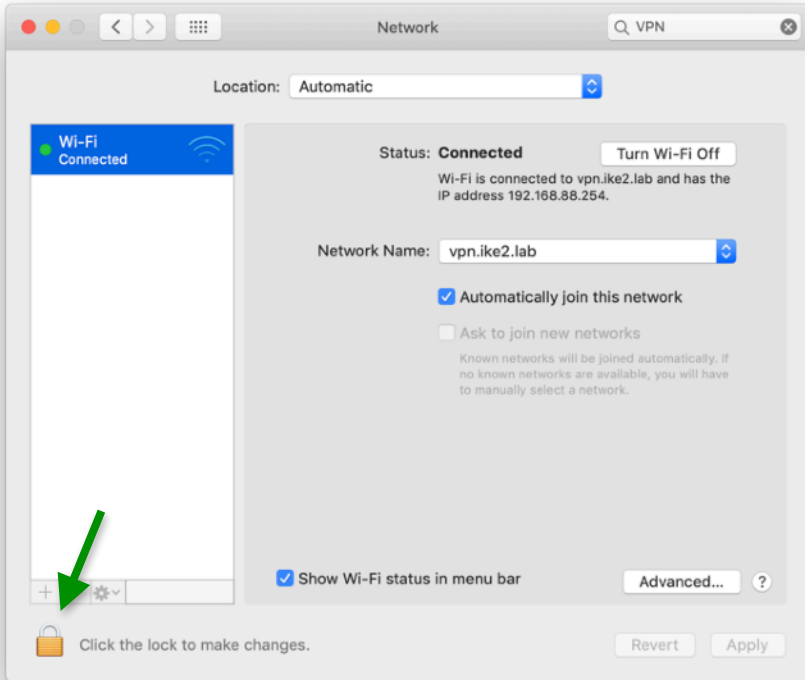 Network
VPN
Location: Automatic
Wi-Fi
Connected
Status: Connected
Turn Wi-Fi Off
Wi-Fi is connected to vpn.ike2.lab and has the
IP address 192.168.88.254.
Network Name: vpn.ike2.lab
Automatically join this network
Ask to join new networks
Known networks will be joined automatically. If
no known networks are available, you will have
to manually select a network.
Show Wi-Fi status in menu bar
Advanced... ?
Click the lock to make changes.
Revert Apply